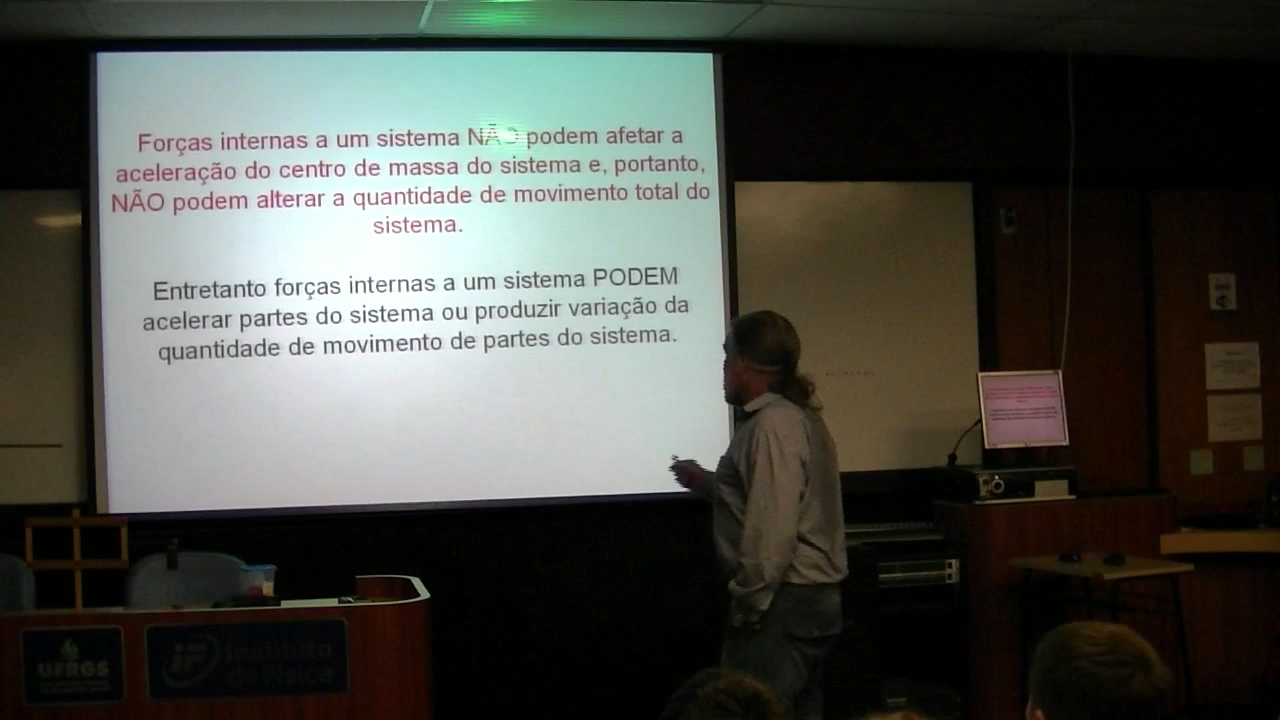 Forças internas a um sistema NÃO podem afetar a
aceleração do centro de massa do sistema e, portanto,
NÃO podem alterar a quantidade de movimento total do
sistema.
Entretanto forças internas a um sistema PODEM
acelerar partes do sistema ou produzir variação da
quantidade de movimento de partes do sistema.
UFRGS
iF Instituto
de Física